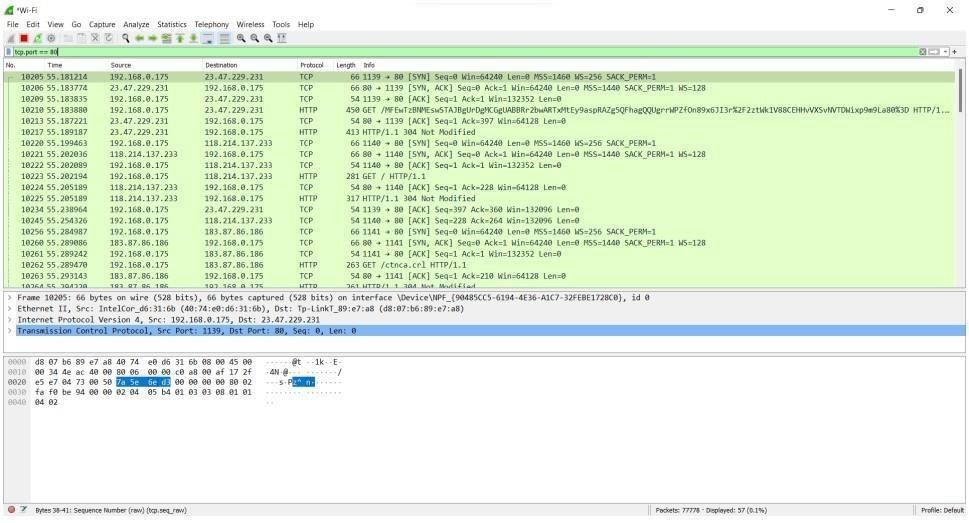 *Wi-Fi
File Edit View Go Capture Analyze Statistics Telephony Wireless Tools Help
tcp.port == 80
No. Time Source Destination Protocol Length Info
10205 55.181214 192.168.0.175 23.47.229.231 TCP 66 1139 → 80 [SYN] Seq=0 Win=64240 Len=0 MSS=1460 WS=256 SACK_PERM=1
10206 55.183774 23.47.229.231 192.168.0.175 TCP 66 80 → 1139 [SYN, ACK] Seq=0 Ack=1 Win=64240 Len=0 MSS=1440 SACK_PERM=1 WS=128
10209 55.183835 192.168.0.175 23.47.229.231 TCP 54 1139 → 80 [ACK] Seq=1 Ack=1 Win=132352 Len=0
10210 55.183880 192.168.0.175 23.47.229.231 HTTP 450 GET /MFEwTzBNMEswSTAJBgUrDgMCGgUABBRr2bwARTxMtEy9aspRAZg5QFhagQQUgrrWPZfOn89x6JI3r%2F2ztWk1V88CEHHvVXSvNVTDWixp9m9La80%3D HTTP/1...
10213 55.187221 23.47.229.231 192.168.0.175 TCP 54 80 → 1139 [ACK] Seq=1 Ack=397 Win=64128 Len=0
10217 55.189187 23.47.229.231 192.168.0.175 HTTP 413 HTTP/1.1 304 Not Modified
10220 55.199463 192.168.0.175 118.214.137.233 TCP 66 1140 → 80 [SYN] Seq=0 Win=64240 Len=0 MSS=1460 WS=256 SACK_PERM=1
10221 55.202036 118.214.137.233 192.168.0.175 TCP 66 80 → 1140 [SYN, ACK] Seq=0 Ack=1 Win=64240 Len=0 MSS=1440 SACK_PERM=1 WS=128
10222 55.202089 192.168.0.175 118.214.137.233 TCP 54 1140 → 80 [ACK] Seq=1 Ack=1 Win=132352 Len=0
10223 55.202194 192.168.0.175 118.214.137.233 HTTP 281 GET / HTTP/1.1
10224 55.205189 118.214.137.233 192.168.0.175 TCP 54 80 → 1140 [ACK] Seq=1 Ack=228 Win=64128 Len=0
10225 55.205189 118.214.137.233 192.168.0.175 HTTP 317 HTTP/1.1 304 Not Modified
10234 55.238964 192.168.0.175 23.47.229.231 TCP 54 1139 → 80 [ACK] Seq=397 Ack=360 Win=132096 Len=0
10245 55.254326 192.168.0.175 118.214.137.233 TCP 54 1140 → 80 [ACK] Seq=228 Ack=264 Win=132096 Len=0
10256 55.284987 192.168.0.175 183.87.86.186 TCP 66 1141 → 80 [SYN] Seq=0 Win=64240 Len=0 MSS=1460 WS=256 SACK_PERM=1
10260 55.289086 183.87.86.186 192.168.0.175 TCP 66 80 → 1141 [SYN, ACK] Seq=0 Ack=1 Win=64240 Len=0 MSS=1440 SACK_PERM=1 WS=128
10261 55.289242 192.168.0.175 183.87.86.186 TCP 54 1141 → 80 [ACK] Seq=1 Ack=1 Win=132352 Len=0
10262 55.289470 192.168.0.175 183.87.86.186 HTTP 263 GET /ctnca.crl HTTP/1.1
10263 55.293143 183.87.86.186 192.168.0.175 TCP 54 80 → 1141 [ACK] Seq=1 Ack=210 Win=64128 Len=0
10264 55.294220 183.87.86.186 192.168.0.175 HTTP 261 HTTP/1.1 304 Not Modified
> Frame 10205: 66 bytes on wire (528 bits), 66 bytes captured (528 bits) on interface \Device\NPF_{90485CC5-6194-4E36-A1C7-32FEBE1728C0}, id 0
> Ethernet II, Src: IntelCor_d6:31:6b (40:74:e0:d6:31:6b), Dst: Tp-LinkT_89:e7:a8 (d8:07:b6:89:e7:a8)
> Internet Protocol Version 4, Src: 192.168.0.175, Dst: 23.47.229.231
> Transmission Control Protocol, Src Port: 1139, Dst Port: 80, Seq: 0, Len: 0
0000 d8 07 b6 89 e7 a8 40 74 e0 d6 31 6b 08 00 45 00 ······@t ··1k··E·
0010 00 34 4e ac 40 00 80 06 00 00 c0 a8 00 af 17 2f ·4N·@··· ·······/
0020 e5 e7 04 73 00 50 7a 5e 6e d3 00 00 00 00 80 02 ···s·Pz^ n·······
0030 fa f0 be 94 00 00 02 04 05 b4 01 03 03 08 01 01 ········ ········
0040 04 02 ··
Bytes 38-41: Sequence Number (raw) (tcp.seq_raw) Packets: 77778 · Displayed: 57 (0.1%) Profile: Default